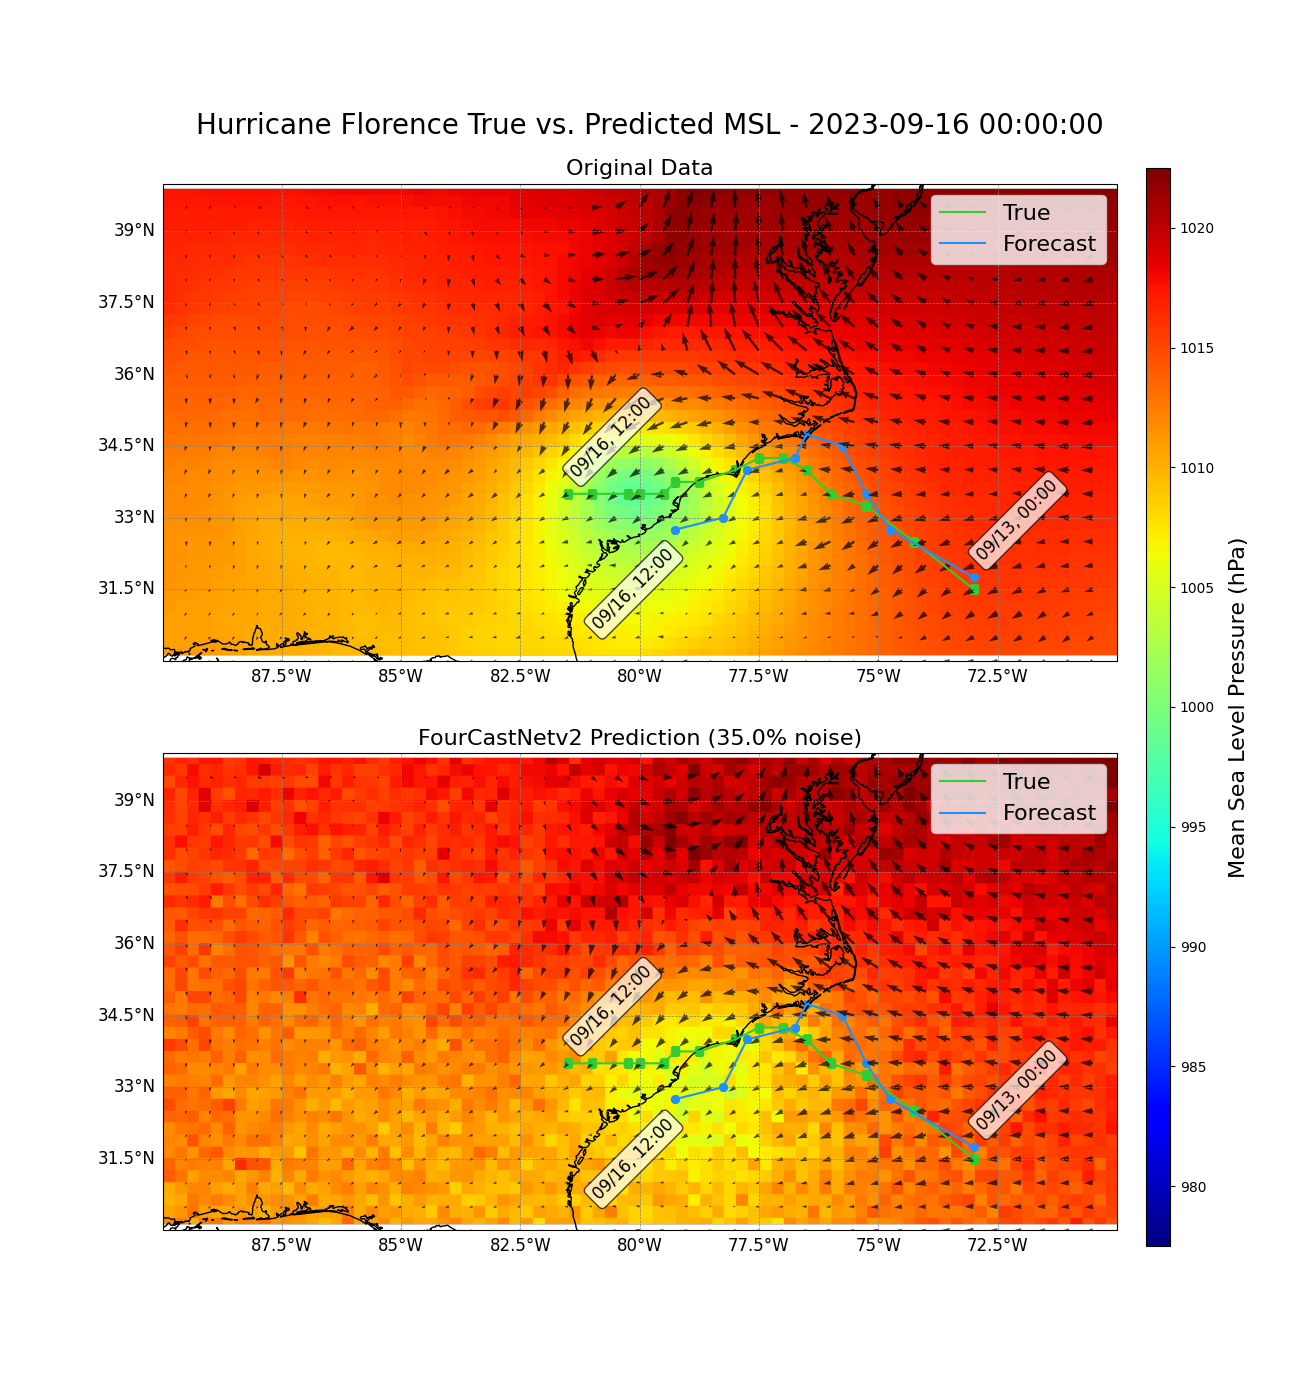 Hurricane Florence True vs. Predicted MSL - 2023-09-16 00:00:00
Original Data
True
Forecast
39°N
37.5°N
36°N
34.5°N
33°N
31.5°N
09/16, 12:00
09/16, 12:00
09/13, 00:00
87.5°W 85°W 82.5°W 80°W 77.5°W 75°W 72.5°W
FourCastNetv2 Prediction (35.0% noise)
True
Forecast
39°N
37.5°N
36°N
34.5°N
33°N
31.5°N
09/16, 12:00
09/16, 12:00
09/13, 00:00
87.5°W 85°W 82.5°W 80°W 77.5°W 75°W 72.5°W
1020
1015
1010
1005
1000
995
990
985
980
Mean Sea Level Pressure (hPa)